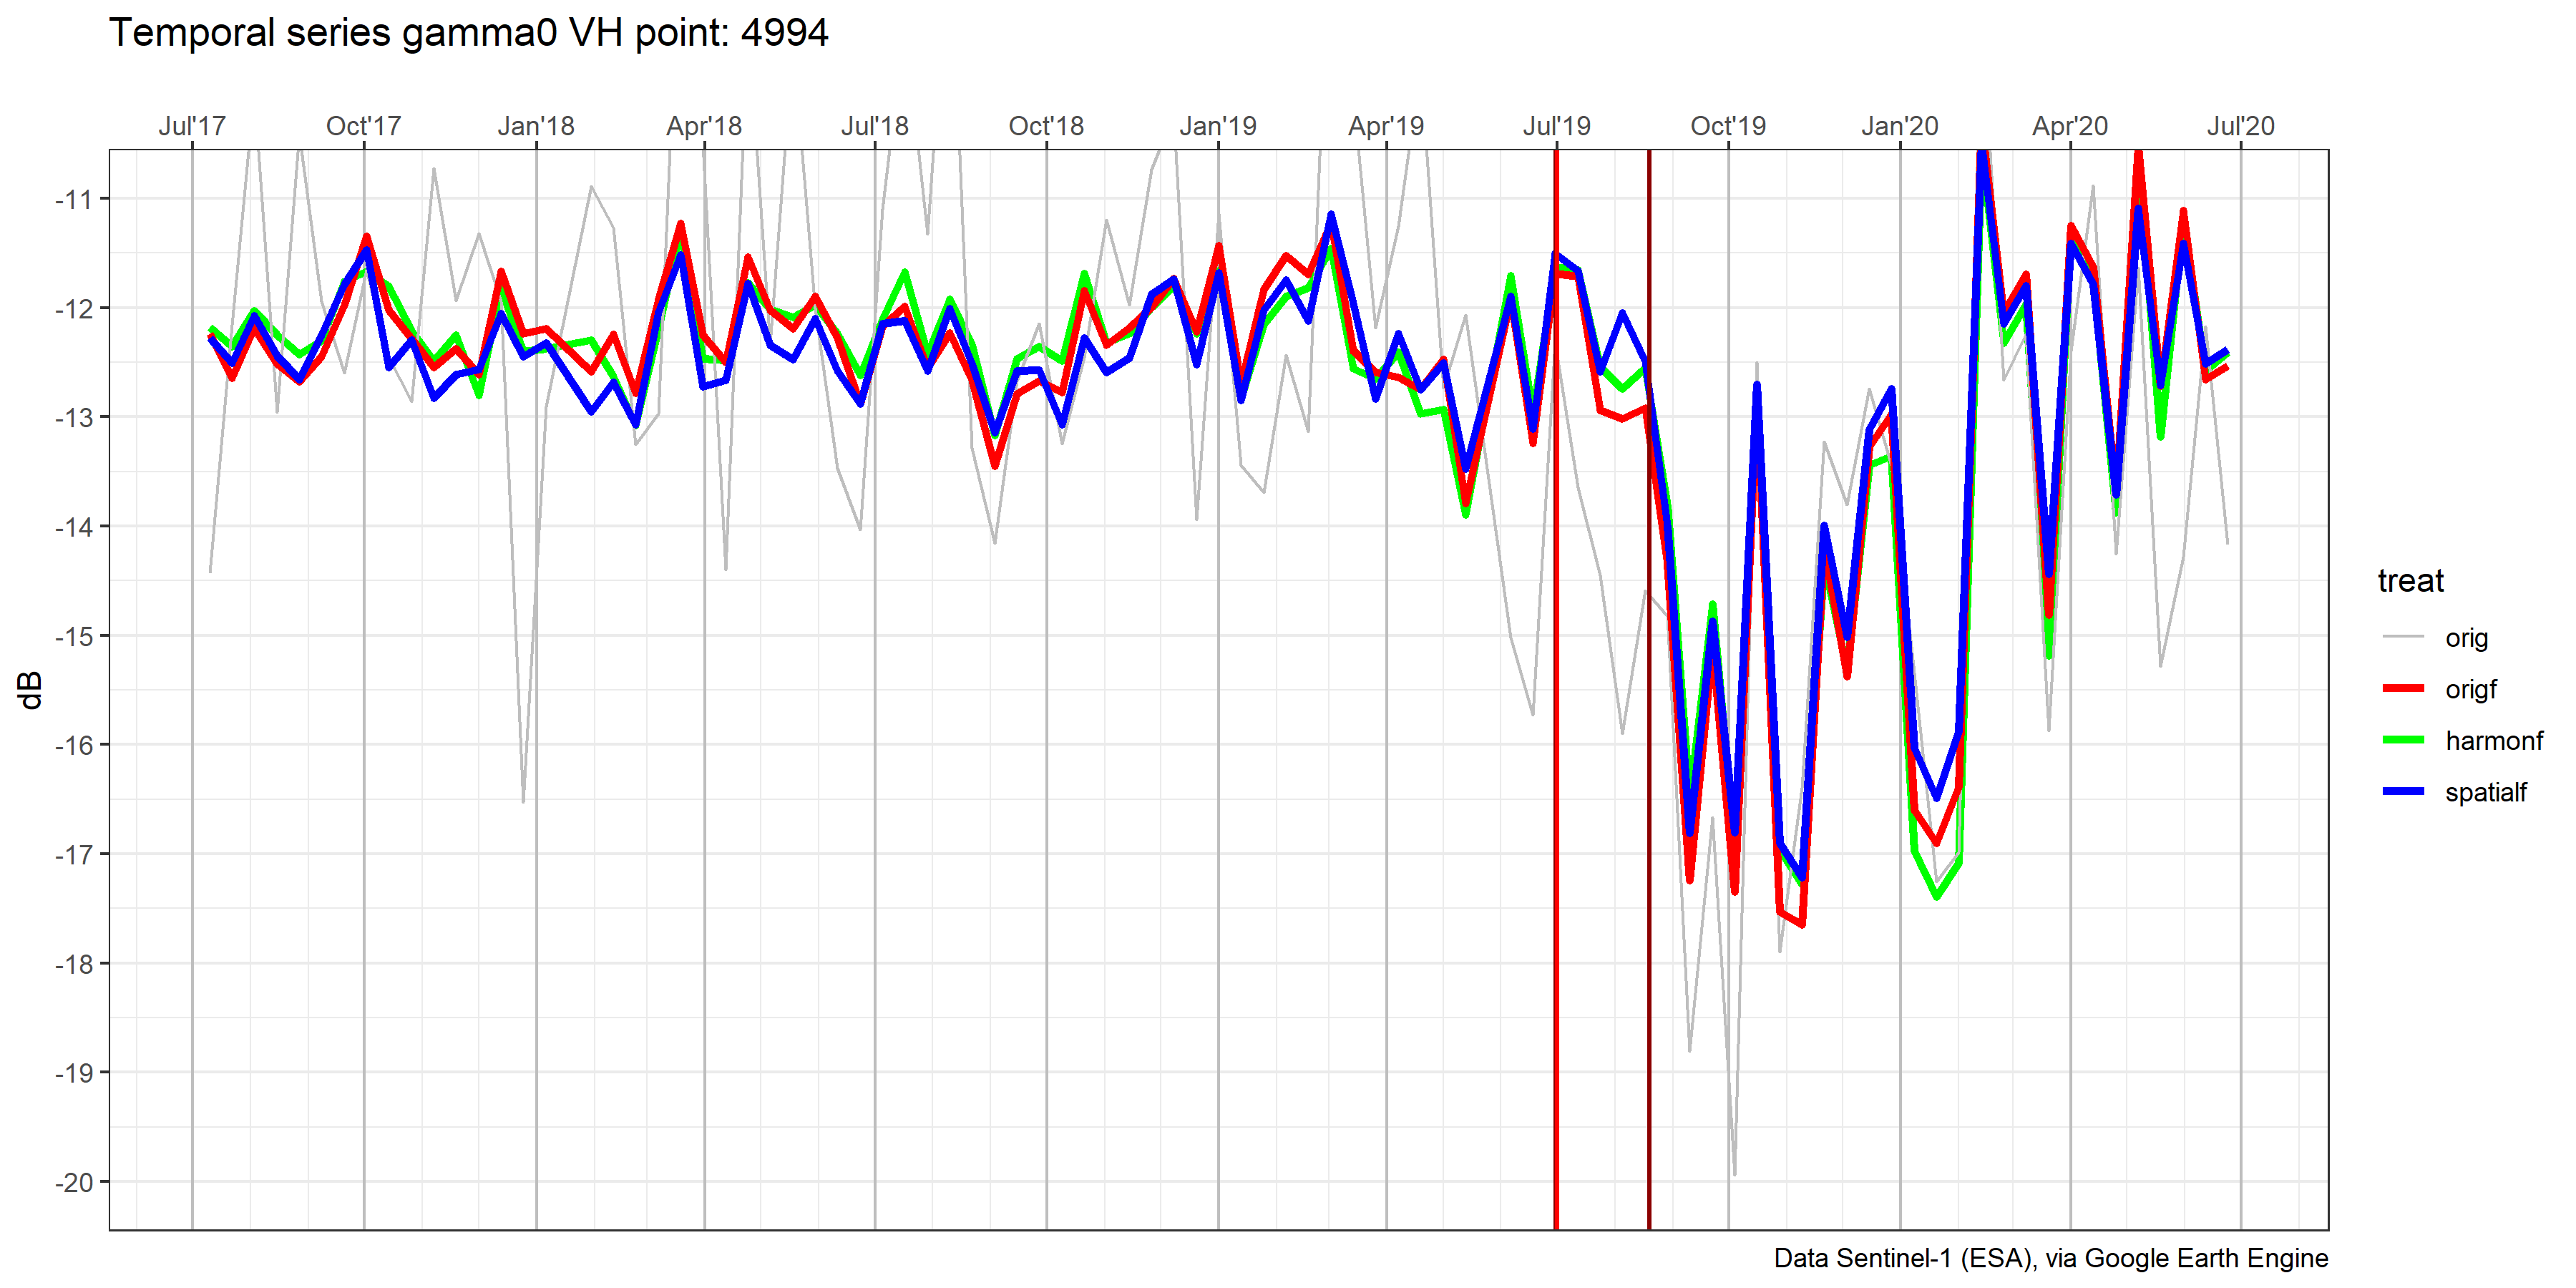 Temporal series gamma0 VH point: 4994
Jul'17 Oct'17 Jan'18 Apr'18 Jul'18 Oct'18 Jan'19 Apr'19 Jul'19 Oct'19 Jan'20 Apr'20 Jul'20
-11
-12
-13
-14
-15
-16
-17
-18
-19
-20
dB
treat
orig
origf
harmonf
spatialf
Data Sentinel-1 (ESA), via Google Earth Engine